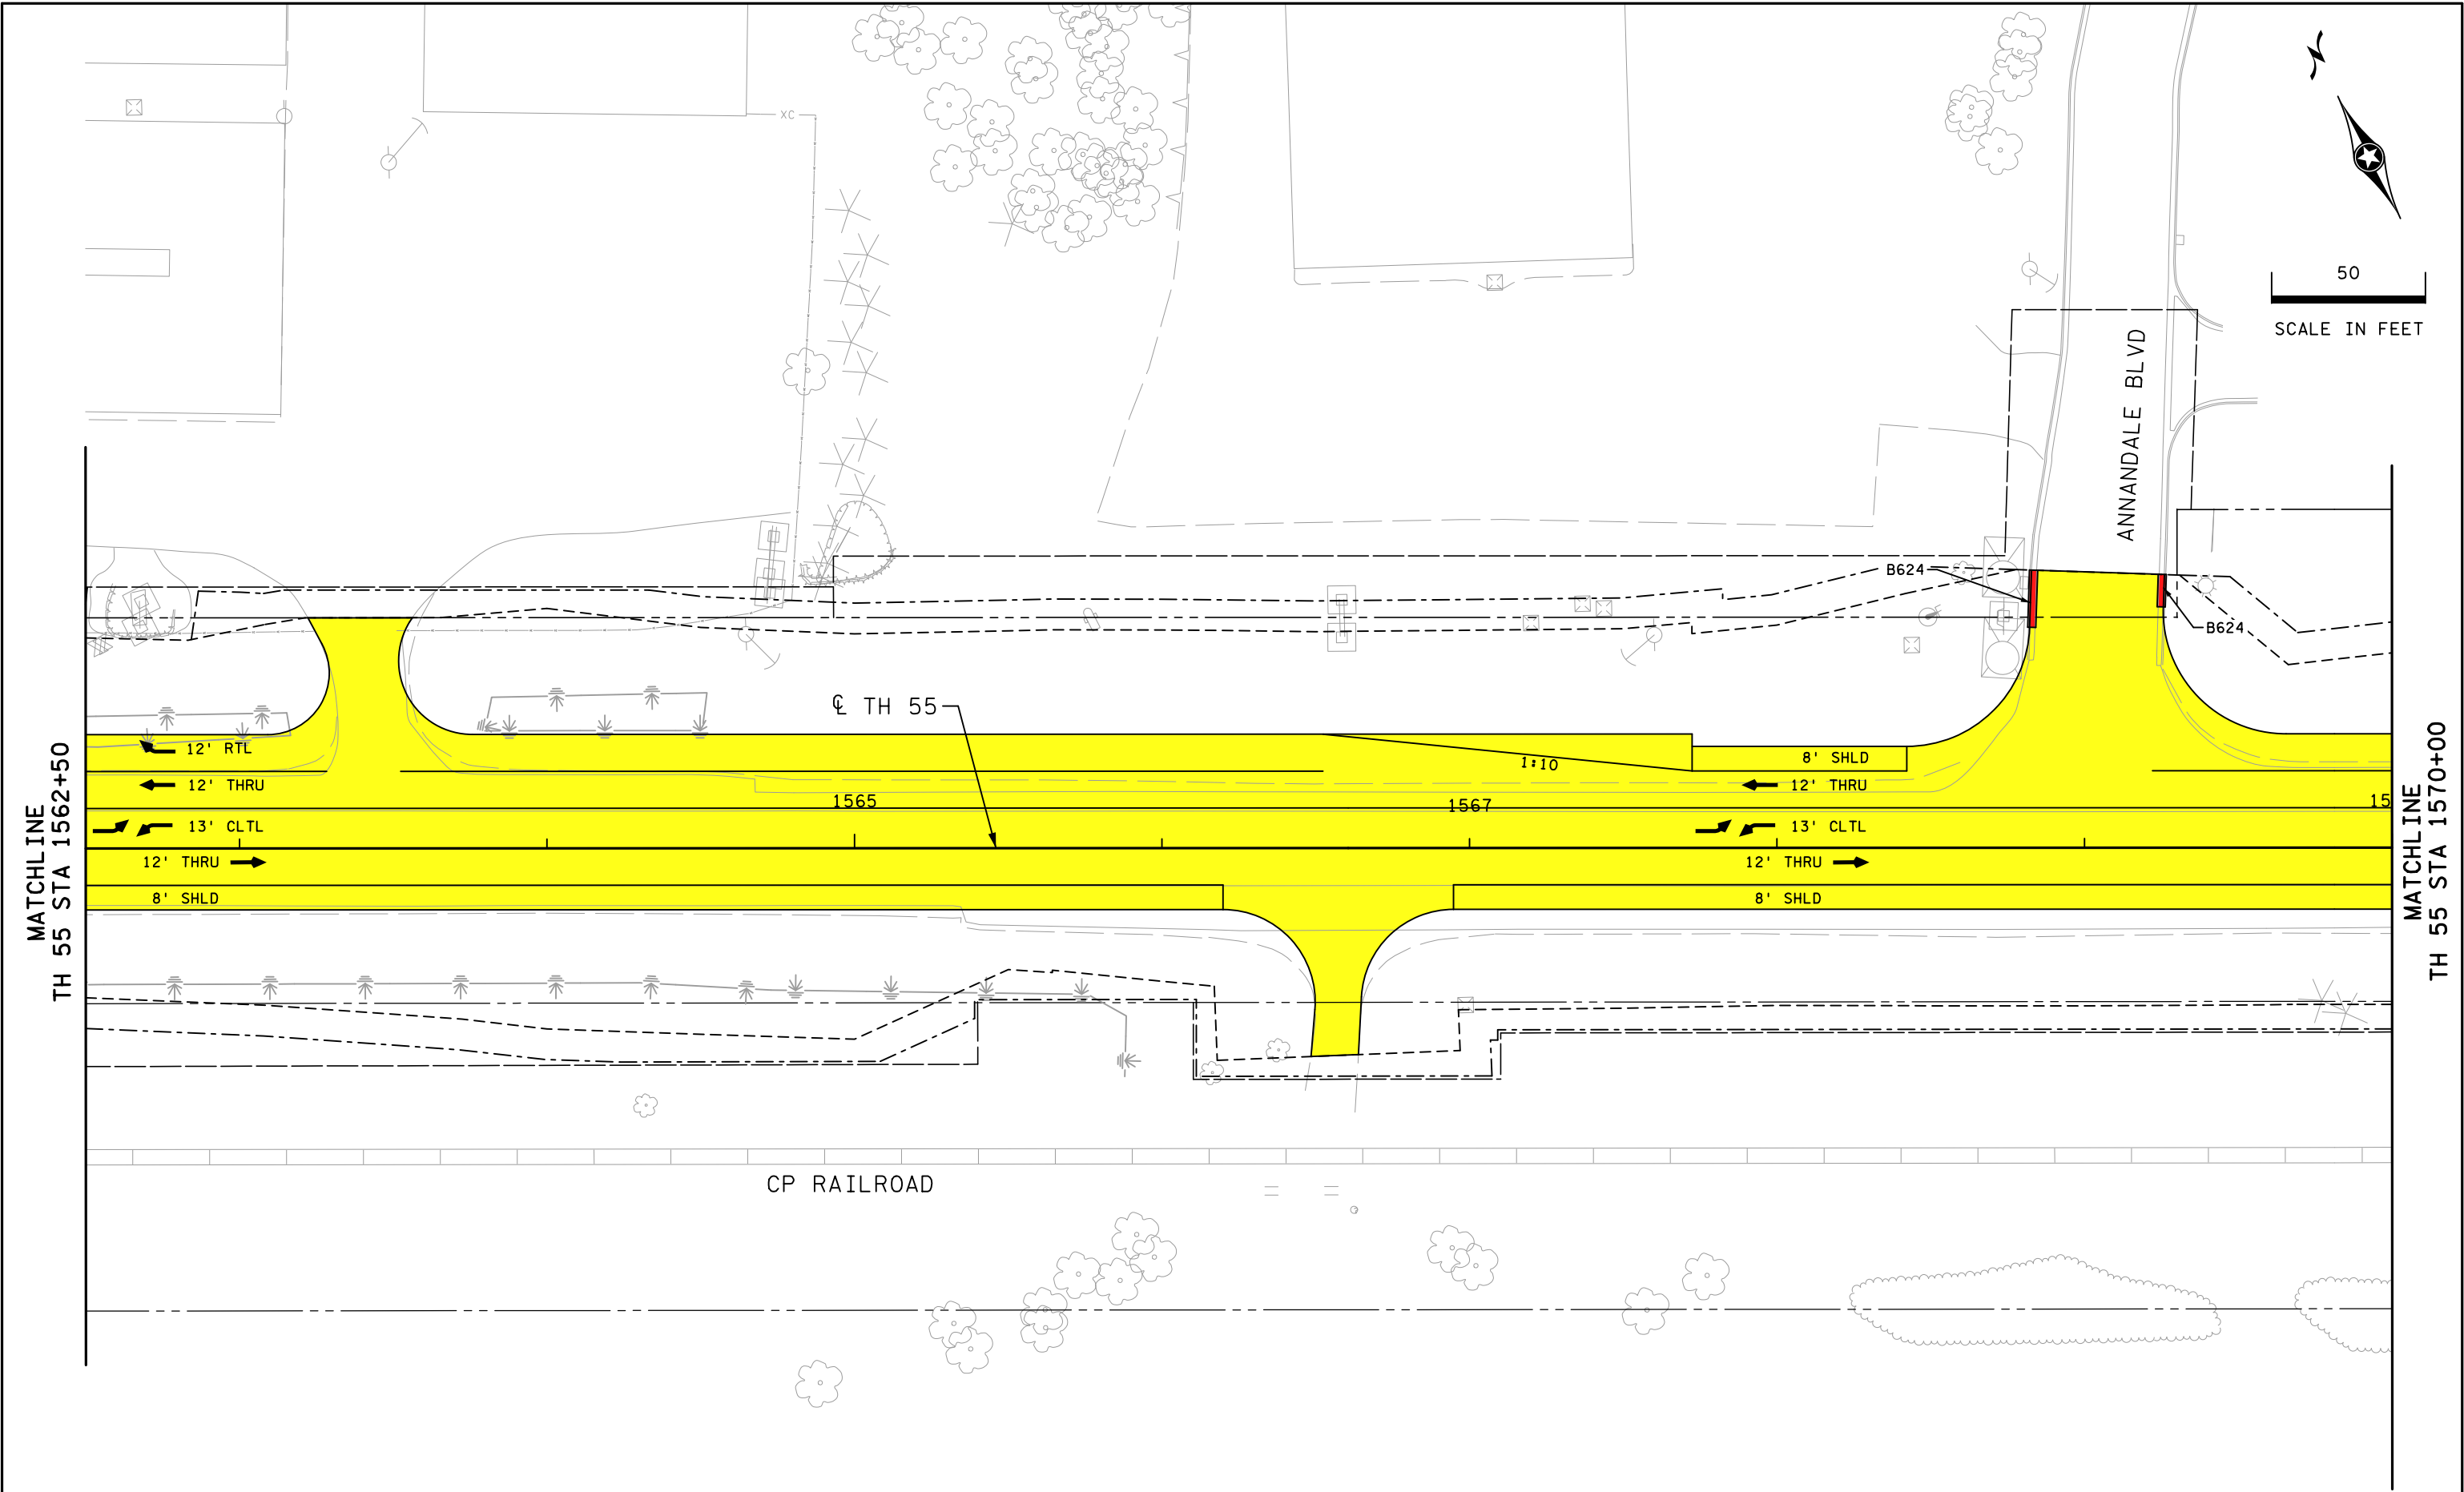 XC
50
SCALE IN FEET
ANNANDALE BLVD
B624
B624
℄ TH 55
12' RTL
12' THRU
13' CLTL
12' THRU
8' SHLD
1565
1:10
1567
8' SHLD
12' THRU
13' CLTL
12' THRU
8' SHLD
15
MATCHLINE
TH 55 STA 1562+50
MATCHLINE
TH 55 STA 1570+00
CP RAILROAD